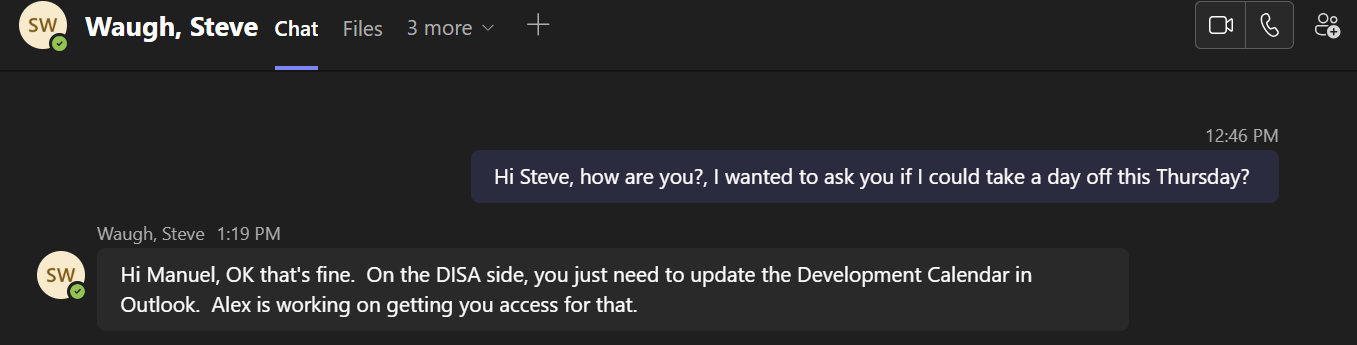 SW Waugh, Steve Chat Files 3 more
12:46 PM
Hi Steve, how are you?, I wanted to ask you if I could take a day off this Thursday?
Waugh, Steve 1:19 PM
SW
Hi Manuel, OK that's fine. On the DISA side, you just need to update the Development Calendar in
Outlook. Alex is working on getting you access for that.